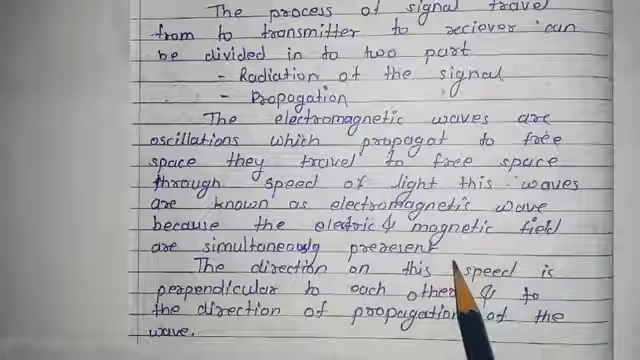 The process of signal travel
from to transmitter to reciever can
be divided in to two part
- Radiation of the signal
- Propagation
The electromagnetic waves are
oscillations which propagat to free
space they travel to free space
through speed of light this waves
are known as electromagnetic wave
because the electric & magnetic field
are simultaneously preresent
The direction on this speed is
perpendicular to each other & to
the direction of propagation of the
wave.